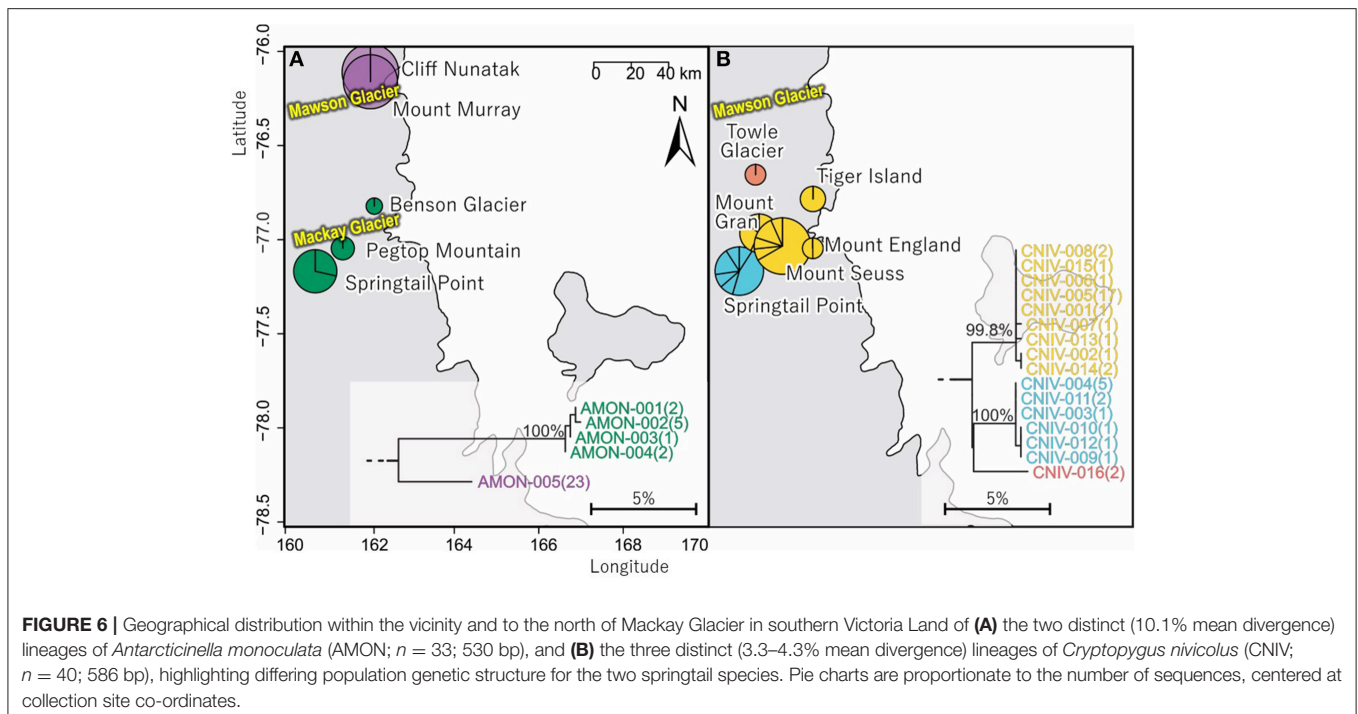 A
B
Latitude
−76.0
−76.5
−77.0
−77.5
−78.0
−78.5
Cliff Nunatak
Mawson Glacier
Mount Murray
0 20 40 km
N
Benson Glacier
Mackay Glacier
Pegtop Mountain
Springtail Point
100%
AMON-001(2)
AMON-002(5)
AMON-003(1)
AMON-004(2)
AMON-005(23)
5%
160 162 164 166 168 170
Longitude
Mawson Glacier
Towle
Glacier
Tiger Island
Mount
Gran
Mount England
Mount Seuss
Springtail Point
CNIV-008(2)
CNIV-015(1)
CNIV-006(1)
CNIV-005(17)
CNIV-001(1)
99.8%
CNIV-007(1)
CNIV-013(1)
CNIV-002(1)
CNIV-014(2)
CNIV-004(5)
CNIV-011(2)
CNIV-003(1)
100%
CNIV-010(1)
CNIV-012(1)
CNIV-009(1)
CNIV-016(2)
5%
FIGURE 6 | Geographical distribution within the vicinity and to the north of Mackay Glacier in southern Victoria Land of (A) the two distinct (10.1% mean divergence)
lineages of Antarcticinella monoculata (AMON; n = 33; 530 bp), and (B) the three distinct (3.3–4.3% mean divergence) lineages of Cryptopygus nivicolus (CNIV;
n = 40; 586 bp), highlighting differing population genetic structure for the two springtail species. Pie charts are proportionate to the number of sequences, centered at
collection site co-ordinates.